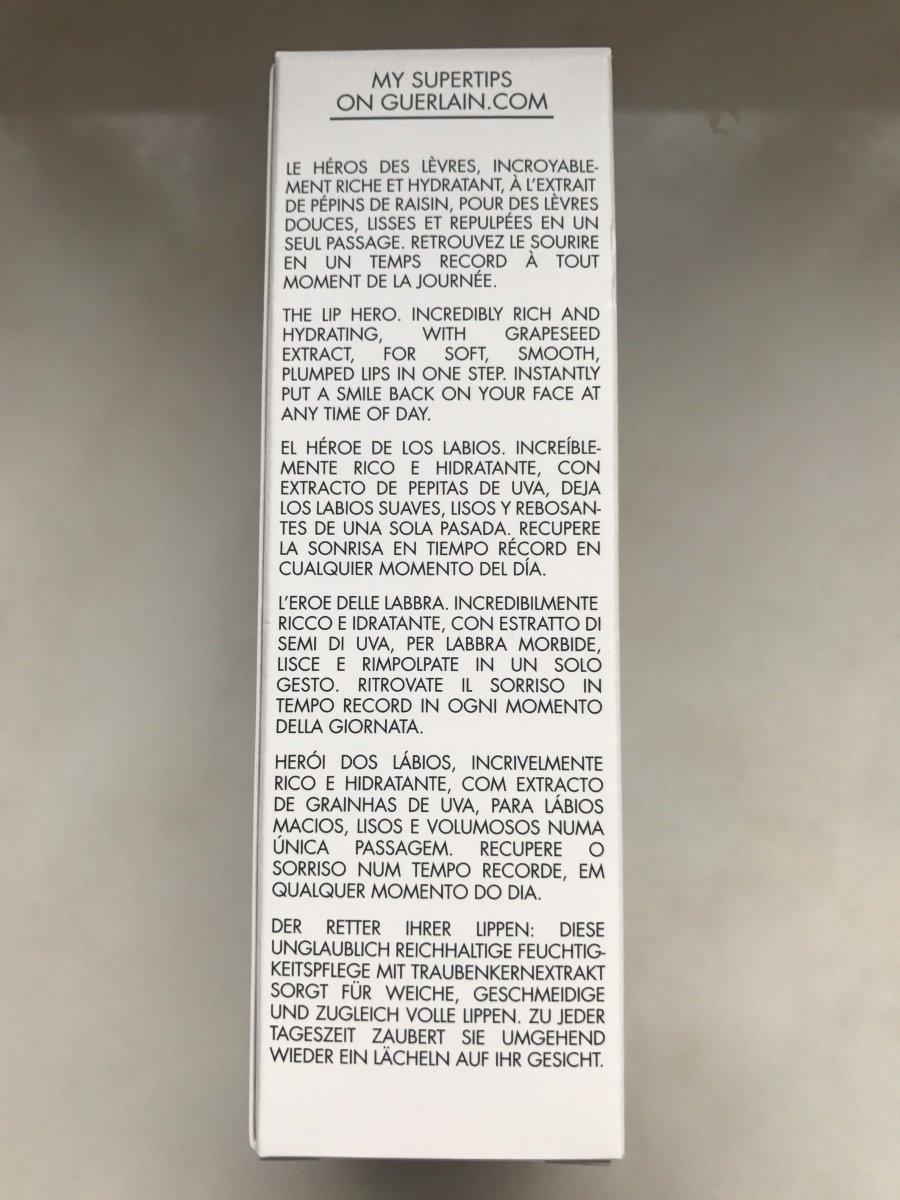 MY SUPERTIPS
ON GUERLAIN.COM
LE HÉROS DES LÈVRES, INCROYABLE-
MENT RICHE ET HYDRATANT, À L'EXTRAIT
DE PÉPINS DE RAISIN, POUR DES LÈVRES
DOUCES, LISSES ET REPULPÉES EN UN
SEUL PASSAGE. RETROUVEZ LE SOURIRE
EN UN TEMPS RECORD À TOUT
MOMENT DE LA JOURNÉE.
THE LIP HERO. INCREDIBLY RICH AND
HYDRATING, WITH GRAPESEED
EXTRACT, FOR SOFT, SMOOTH,
PLUMPED LIPS IN ONE STEP. INSTANTLY
PUT A SMILE BACK ON YOUR FACE AT
ANY TIME OF DAY.
EL HÉROE DE LOS LABIOS. INCREÍBLE-
MENTE RICO E HIDRATANTE, CON
EXTRACTO DE PEPITAS DE UVA, DEJA
LOS LABIOS SUAVES, LISOS Y REBOSAN-
TES DE UNA SOLA PASADA. RECUPERE
LA SONRISA EN TIEMPO RÉCORD EN
CUALQUIER MOMENTO DEL DÍA.
L'EROE DELLE LABBRA. INCREDIBILMENTE
RICCO E IDRATANTE, CON ESTRATTO DI
SEMI DI UVA, PER LABBRA MORBIDE,
LISCE E RIMPOLPATE IN UN SOLO
GESTO. RITROVATE IL SORRISO IN
TEMPO RECORD IN OGNI MOMENTO
DELLA GIORNATA.
HERÓI DOS LÁBIOS, INCRIVELMENTE
RICO E HIDRATANTE, COM EXTRACTO
DE GRAINHAS DE UVA, PARA LÁBIOS
MACIOS, LISOS E VOLUMOSOS NUMA
ÚNICA PASSAGEM. RECUPERE O
SORRISO NUM TEMPO RECORDE, EM
QUALQUER MOMENTO DO DIA.
DER RETTER IHRER LIPPEN: DIESE
UNGLAUBLICH REICHHALTIGE FEUCHTIG-
KEITSPFLEGE MIT TRAUBENKERNEXTRAKT
SORGT FÜR WEICHE, GESCHMEIDIGE
UND ZUGLEICH VOLLE LIPPEN. ZU JEDER
TAGESZEIT ZAUBERT SIE UMGEHEND
WIEDER EIN LÄCHELN AUF IHR GESICHT.